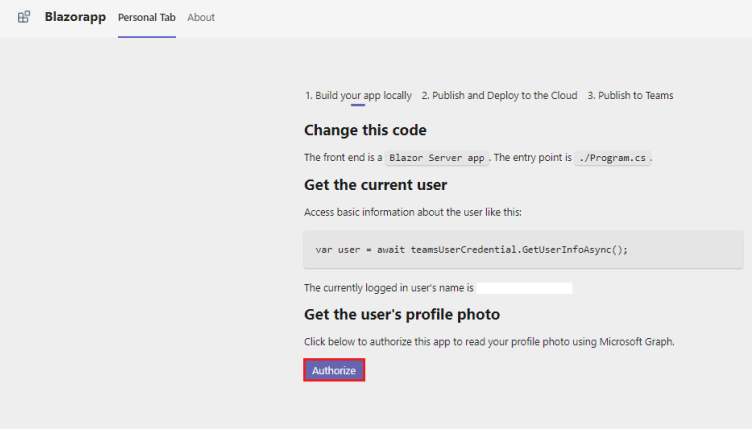 Blazorapp Personal Tab About
1. Build your app locally 2. Publish and Deploy to the Cloud 3. Publish to Teams
Change this code
The front end is a Blazor Server app. The entry point is ./Program.cs.
Get the current user
Access basic information about the user like this:
var user = await teamsUserCredential.GetUserInfoAsync();
The currently logged in user's name is
Get the user's profile photo
Click below to authorize this app to read your profile photo using Microsoft Graph.
Authorize